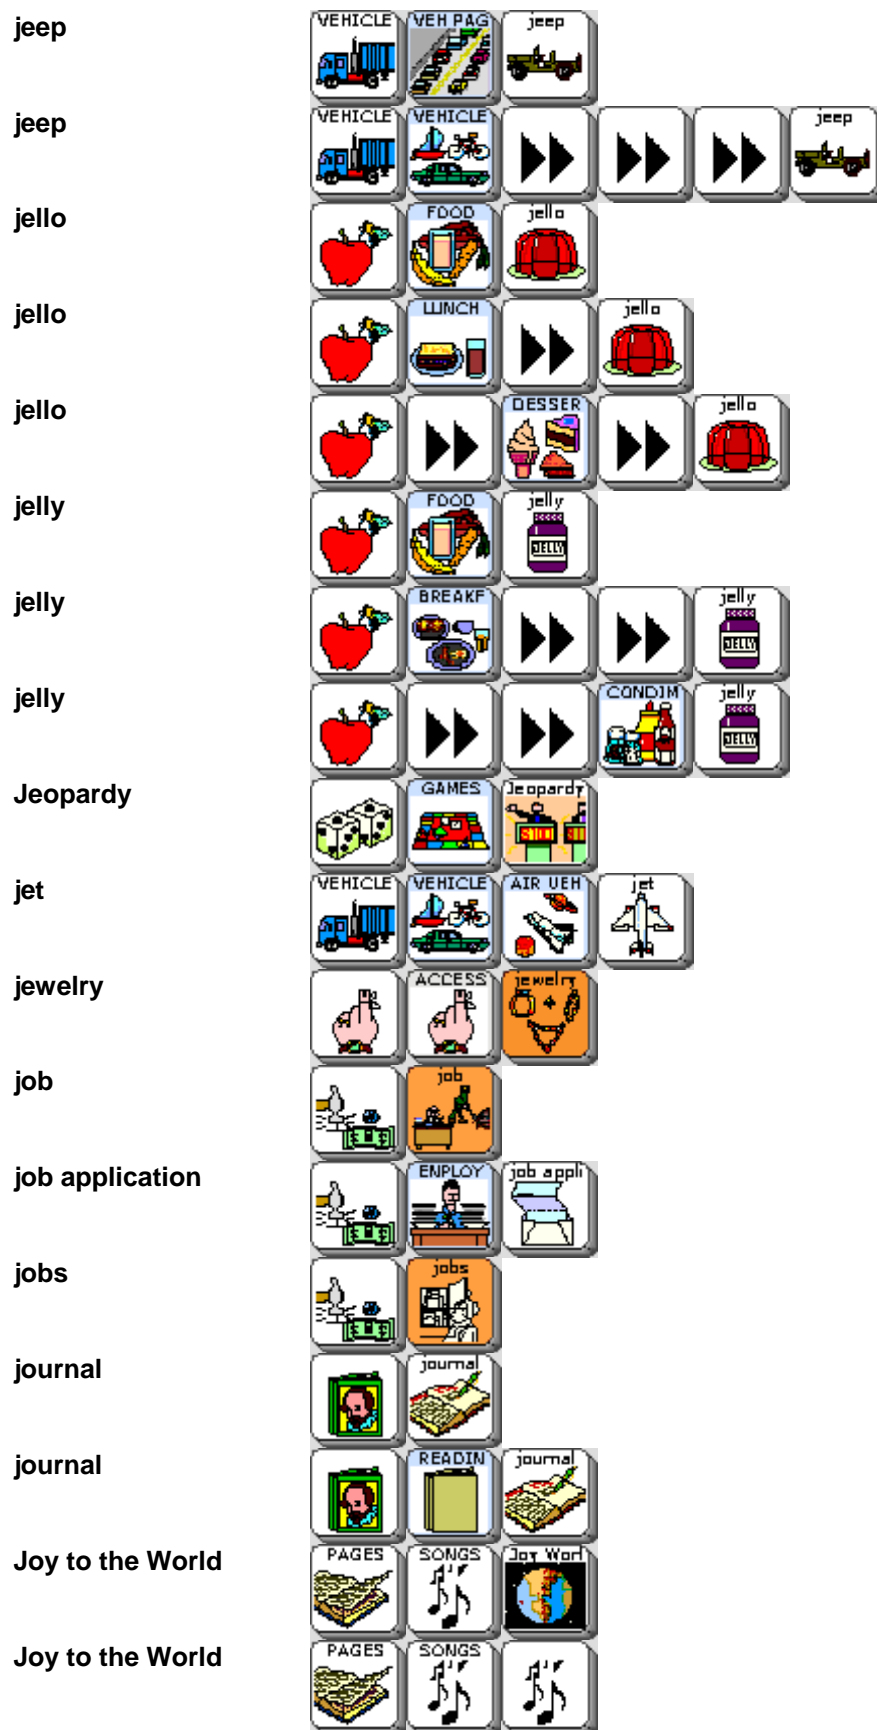 jeep VEHICLE VEH PAG jeep
jeep VEHICLE VEHICLE jeep
jello FOOD jello
jello LUNCH jello
jello DESSER jello
jelly FOOD jelly JELLY
jelly BREAKF jelly JELLY
jelly CONDIM jelly JELLY
Jeopardy GAMES Jeopardy
jet VEHICLE VEHICLE AIR VEH jet
jewelry ACCESS jewelry
job job
job application EMPLOY job appli
jobs jobs
journal journal
journal READIN journal
Joy to the World PAGES SONGS Joy Worl
Joy to the World PAGES SONGS